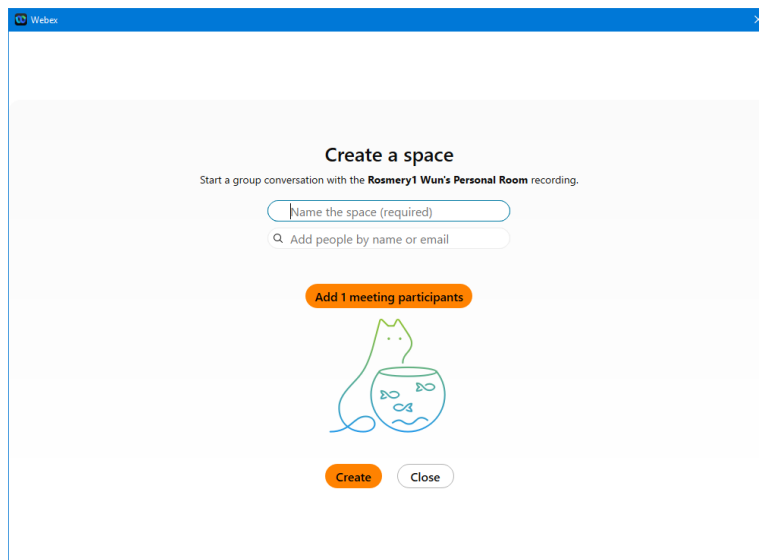 Webex
Create a space
Start a group conversation with the Rosmery1 Wun's Personal Room recording.
Name the space (required)
Add people by name or email
Add 1 meeting participants
Create
Close